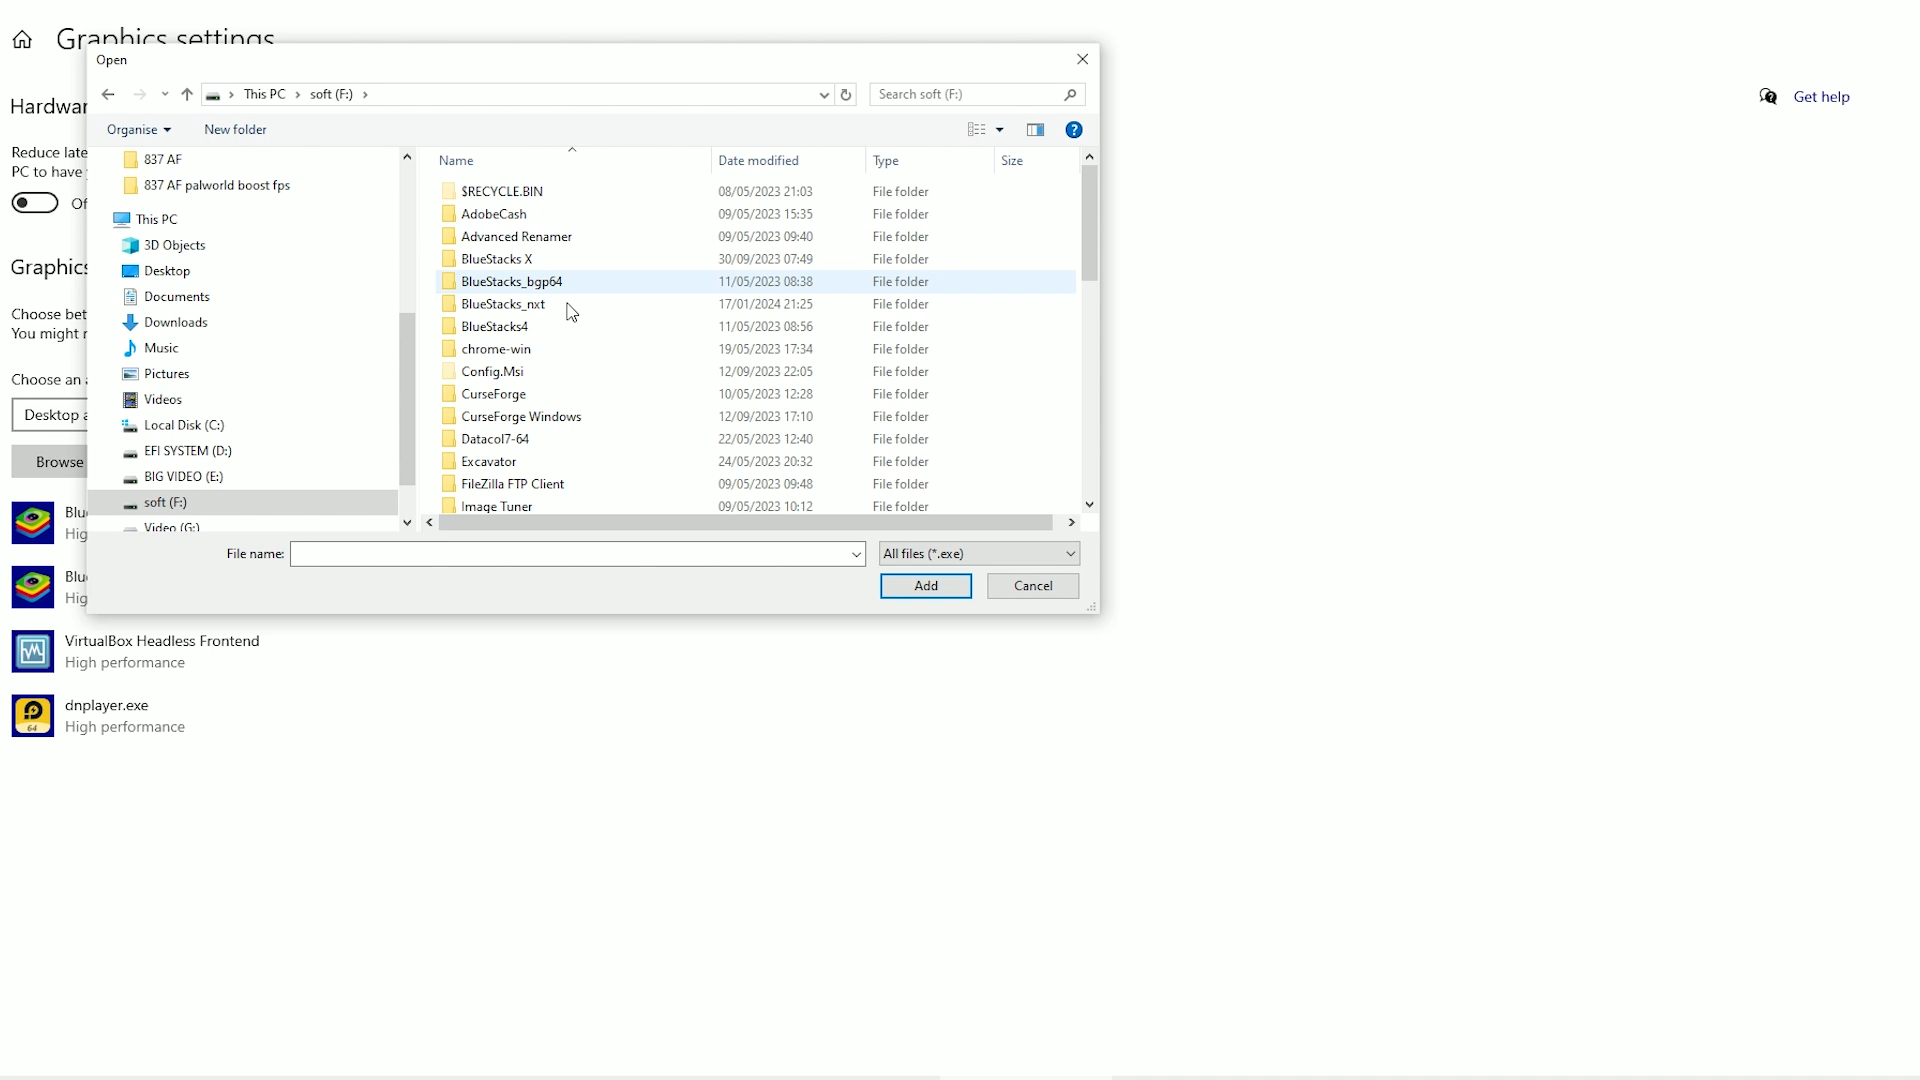 Graphics settings
Open
This PC > soft (F:) >
Search soft (F:)
Get help
Hardwar
Organise
New folder
Reduce late
PC to have
Of
Graphics
Choose bet
You might r
Choose an a
Desktop a
Browse
837 AF
837 AF palworld boost fps
This PC
3D Objects
Desktop
Documents
Downloads
Music
Pictures
Videos
Local Disk (C:)
EFI SYSTEM (D:)
BIG VIDEO (E:)
soft (F:)
Video (G:)
Name Date modified Type Size
$RECYCLE.BIN 08/05/2023 21:03 File folder
AdobeCash 09/05/2023 15:35 File folder
Advanced Renamer 09/05/2023 09:40 File folder
BlueStacks X 30/09/2023 07:49 File folder
BlueStacks_bgp64 11/05/2023 08:38 File folder
BlueStacks_nxt 17/01/2024 21:25 File folder
BlueStacks4 11/05/2023 08:56 File folder
chrome-win 19/05/2023 17:34 File folder
Config.Msi 12/09/2023 22:05 File folder
CurseForge 10/05/2023 12:28 File folder
CurseForge Windows 12/09/2023 17:10 File folder
Datacol7-64 22/05/2023 12:40 File folder
Excavator 24/05/2023 20:32 File folder
FileZilla FTP Client 09/05/2023 09:48 File folder
Image Tuner 09/05/2023 10:12 File folder
File name:
All files (*.exe)
Add
Cancel
Blu
Hig
Blu
Hig
VirtualBox Headless Frontend
High performance
64
dnplayer.exe
High performance